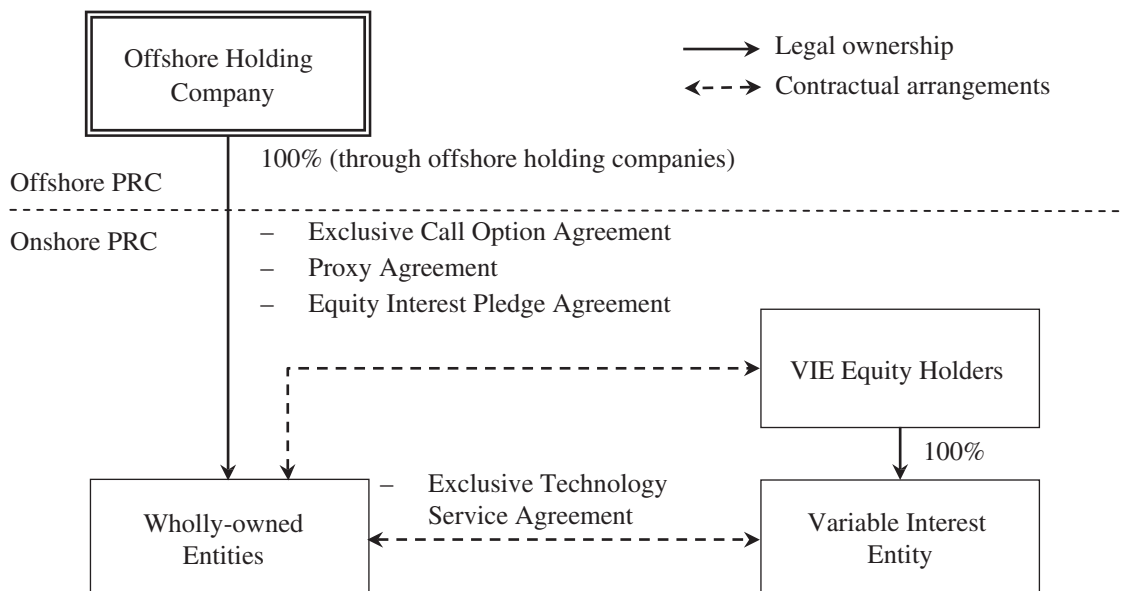 Offshore Holding
Company
Legal ownership
Contractual arrangements
100% (through offshore holding companies)
Offshore PRC
Onshore PRC
– Exclusive Call Option Agreement
– Proxy Agreement
– Equity Interest Pledge Agreement
VIE Equity Holders
100%
– Exclusive Technology
Service Agreement
Wholly-owned
Entities
Variable Interest
Entity